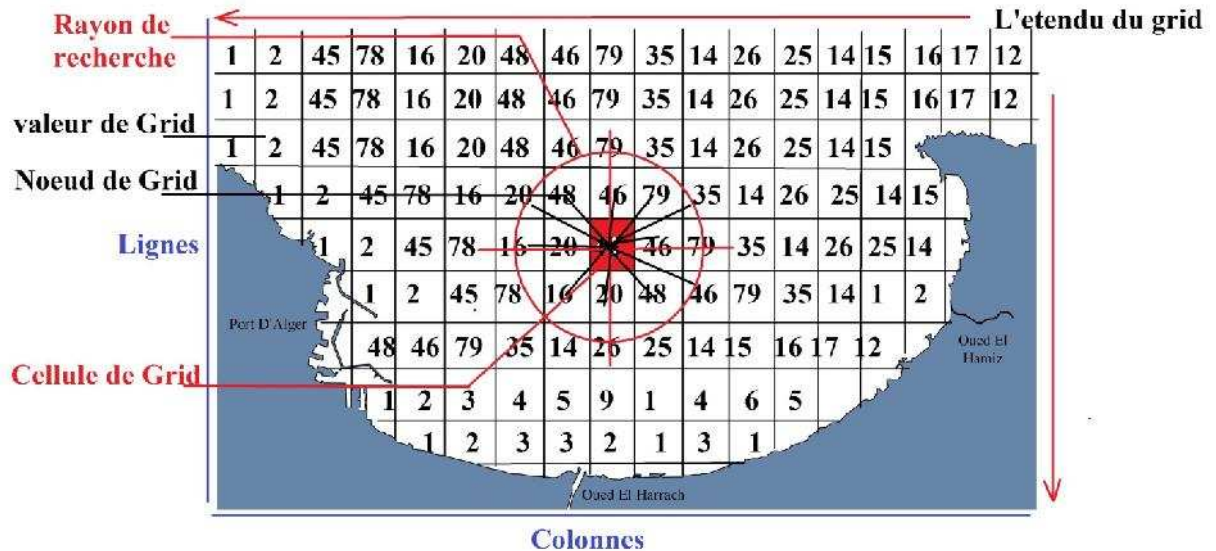 L'etendu du grid
Rayon de
recherche
1 2 45 78 16 20 48 46 79 35 14 26 25 14 15 16 17 12
1 2 45 78 16 20 48 46 79 35 14 26 25 14 15 16 17 12
valeur de Grid
1 2 45 78 16 20 48 46 79 35 14 26 25 14 15
Noeud de Grid
1 2 45 78 16 20 48 46 79 35 14 26 25 14 15
Lignes
1 2 45 78 16 20 46 79 35 14 26 25 14
1 2 45 78 16 20 48 46 79 35 14 1 2
Port D'Alger
Oued El
Hamiz
48 46 79 35 14 26 25 14 15 16 17 12
Cellule de Grid
1 2 3 4 5 9 1 4 6 5
1 2 3 3 2 1 3 1
Oued El Harrach
Colonnes